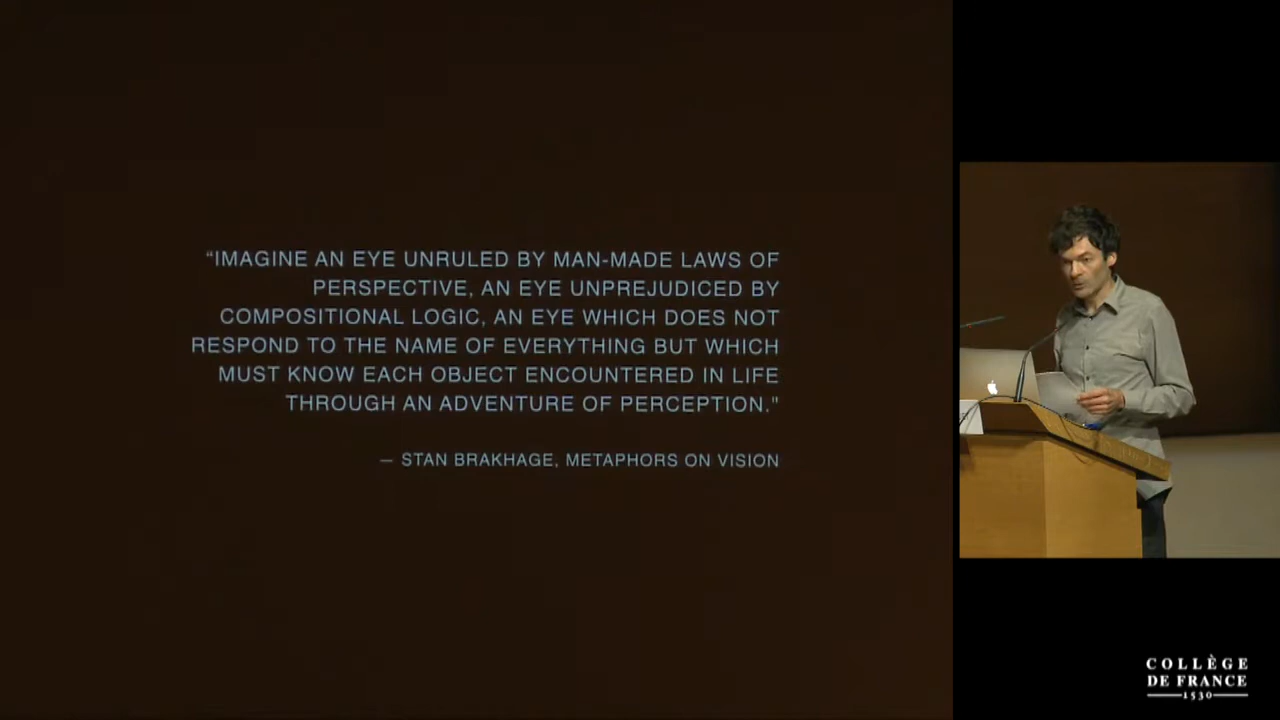 “IMAGINE AN EYE UNRULED BY MAN-MADE LAWS OF
PERSPECTIVE, AN EYE UNPREJUDICED BY
COMPOSITIONAL LOGIC, AN EYE WHICH DOES NOT
RESPOND TO THE NAME OF EVERYTHING BUT WHICH
MUST KNOW EACH OBJECT ENCOUNTERED IN LIFE
THROUGH AN ADVENTURE OF PERCEPTION."
– STAN BRAKHAGE, METAPHORS ON VISION
COLLÈGE
DE FRANCE
1530